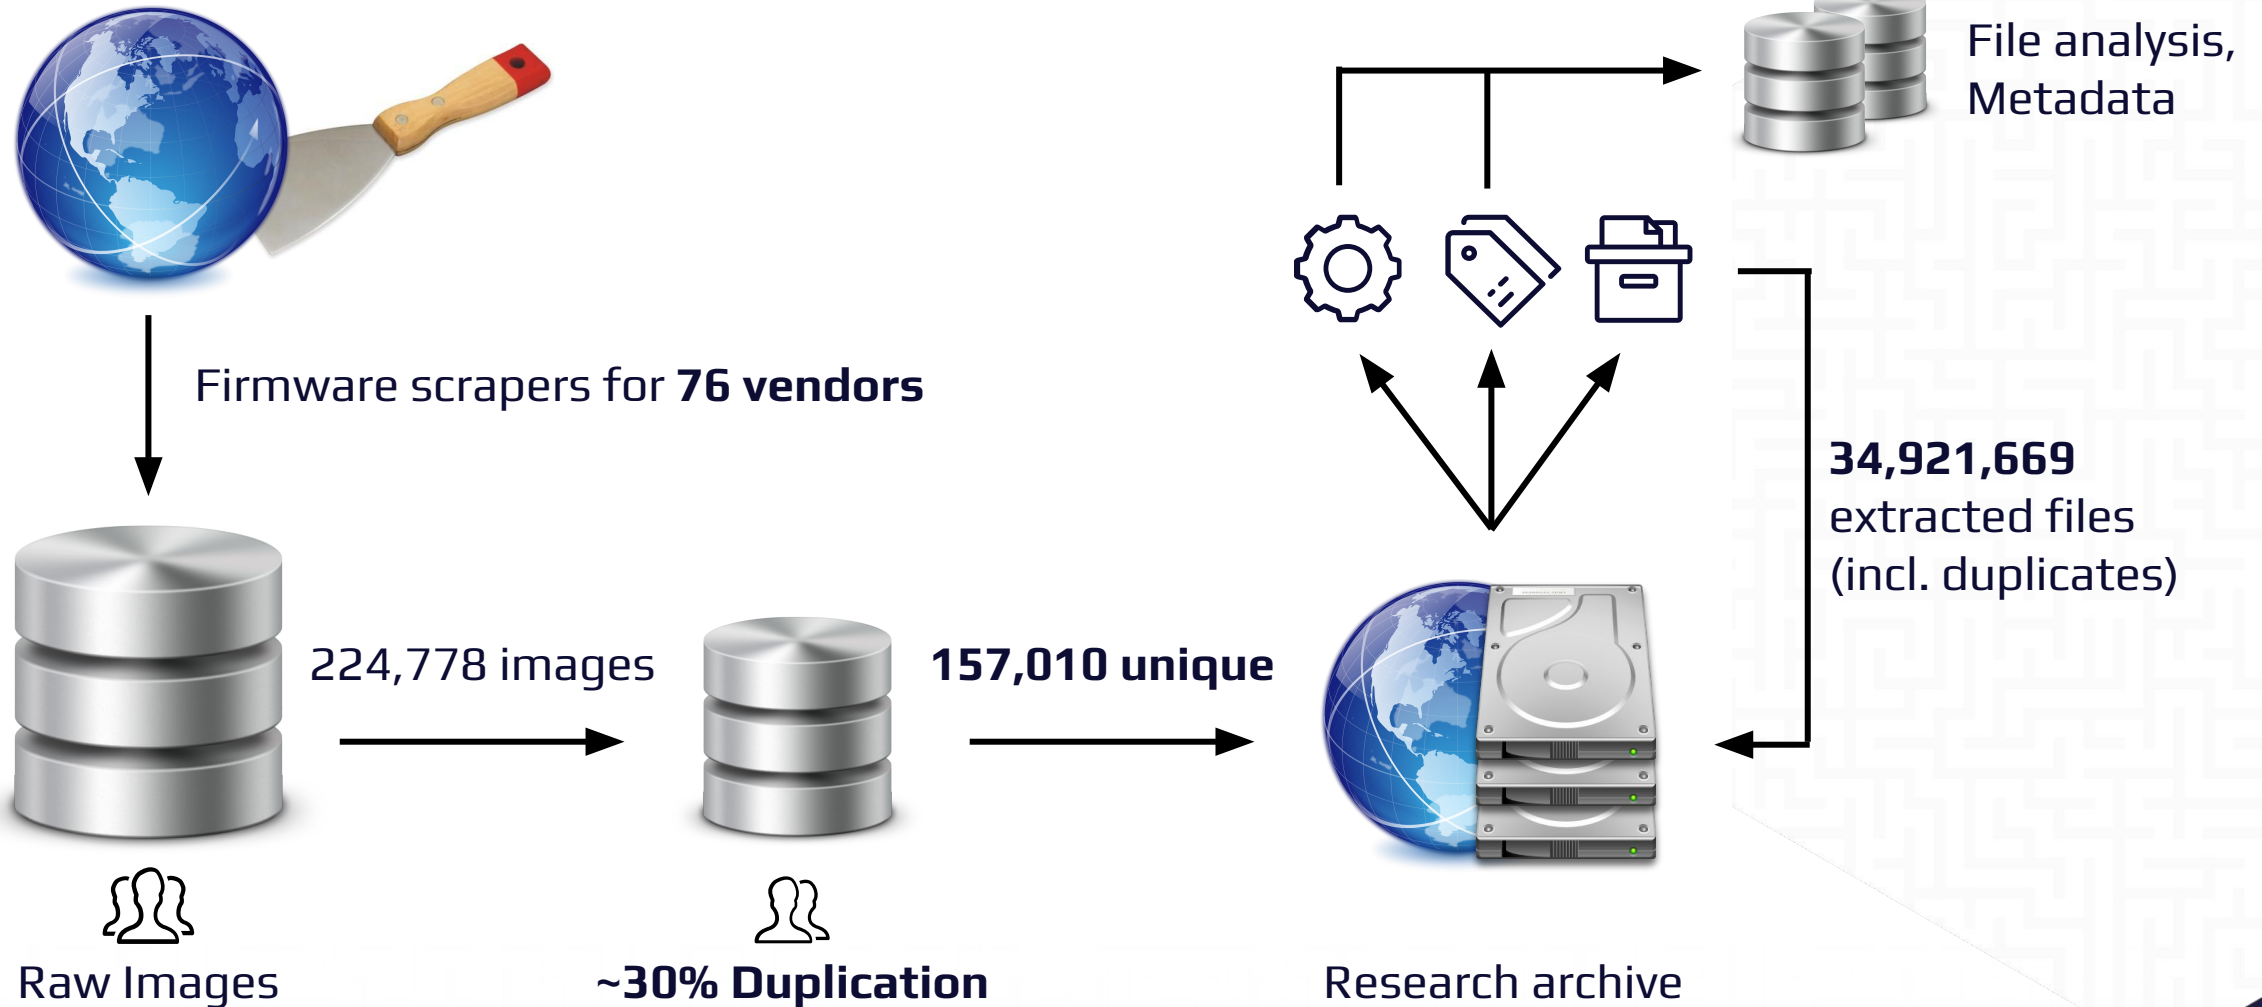 File analysis,
Metadata
Firmware scrapers for 76 vendors
34,921,669
extracted files
(incl. duplicates)
224,778 images
157,010 unique
Raw Images
~30% Duplication
Research archive